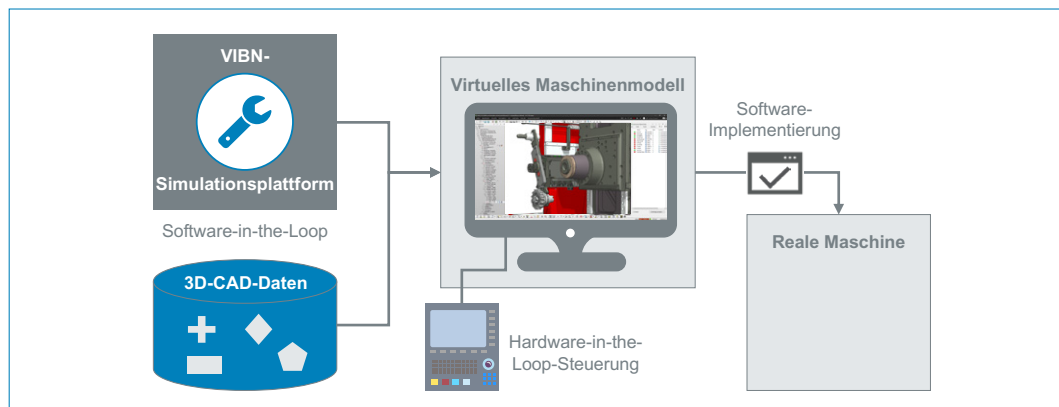 VIBN-
Simulationsplattform
Software-in-the-Loop
3D-CAD-Daten
Virtuelles Maschinenmodell
Hardware-in-the-
Loop-Steuerung
Software-
Implementierung
Reale Maschine